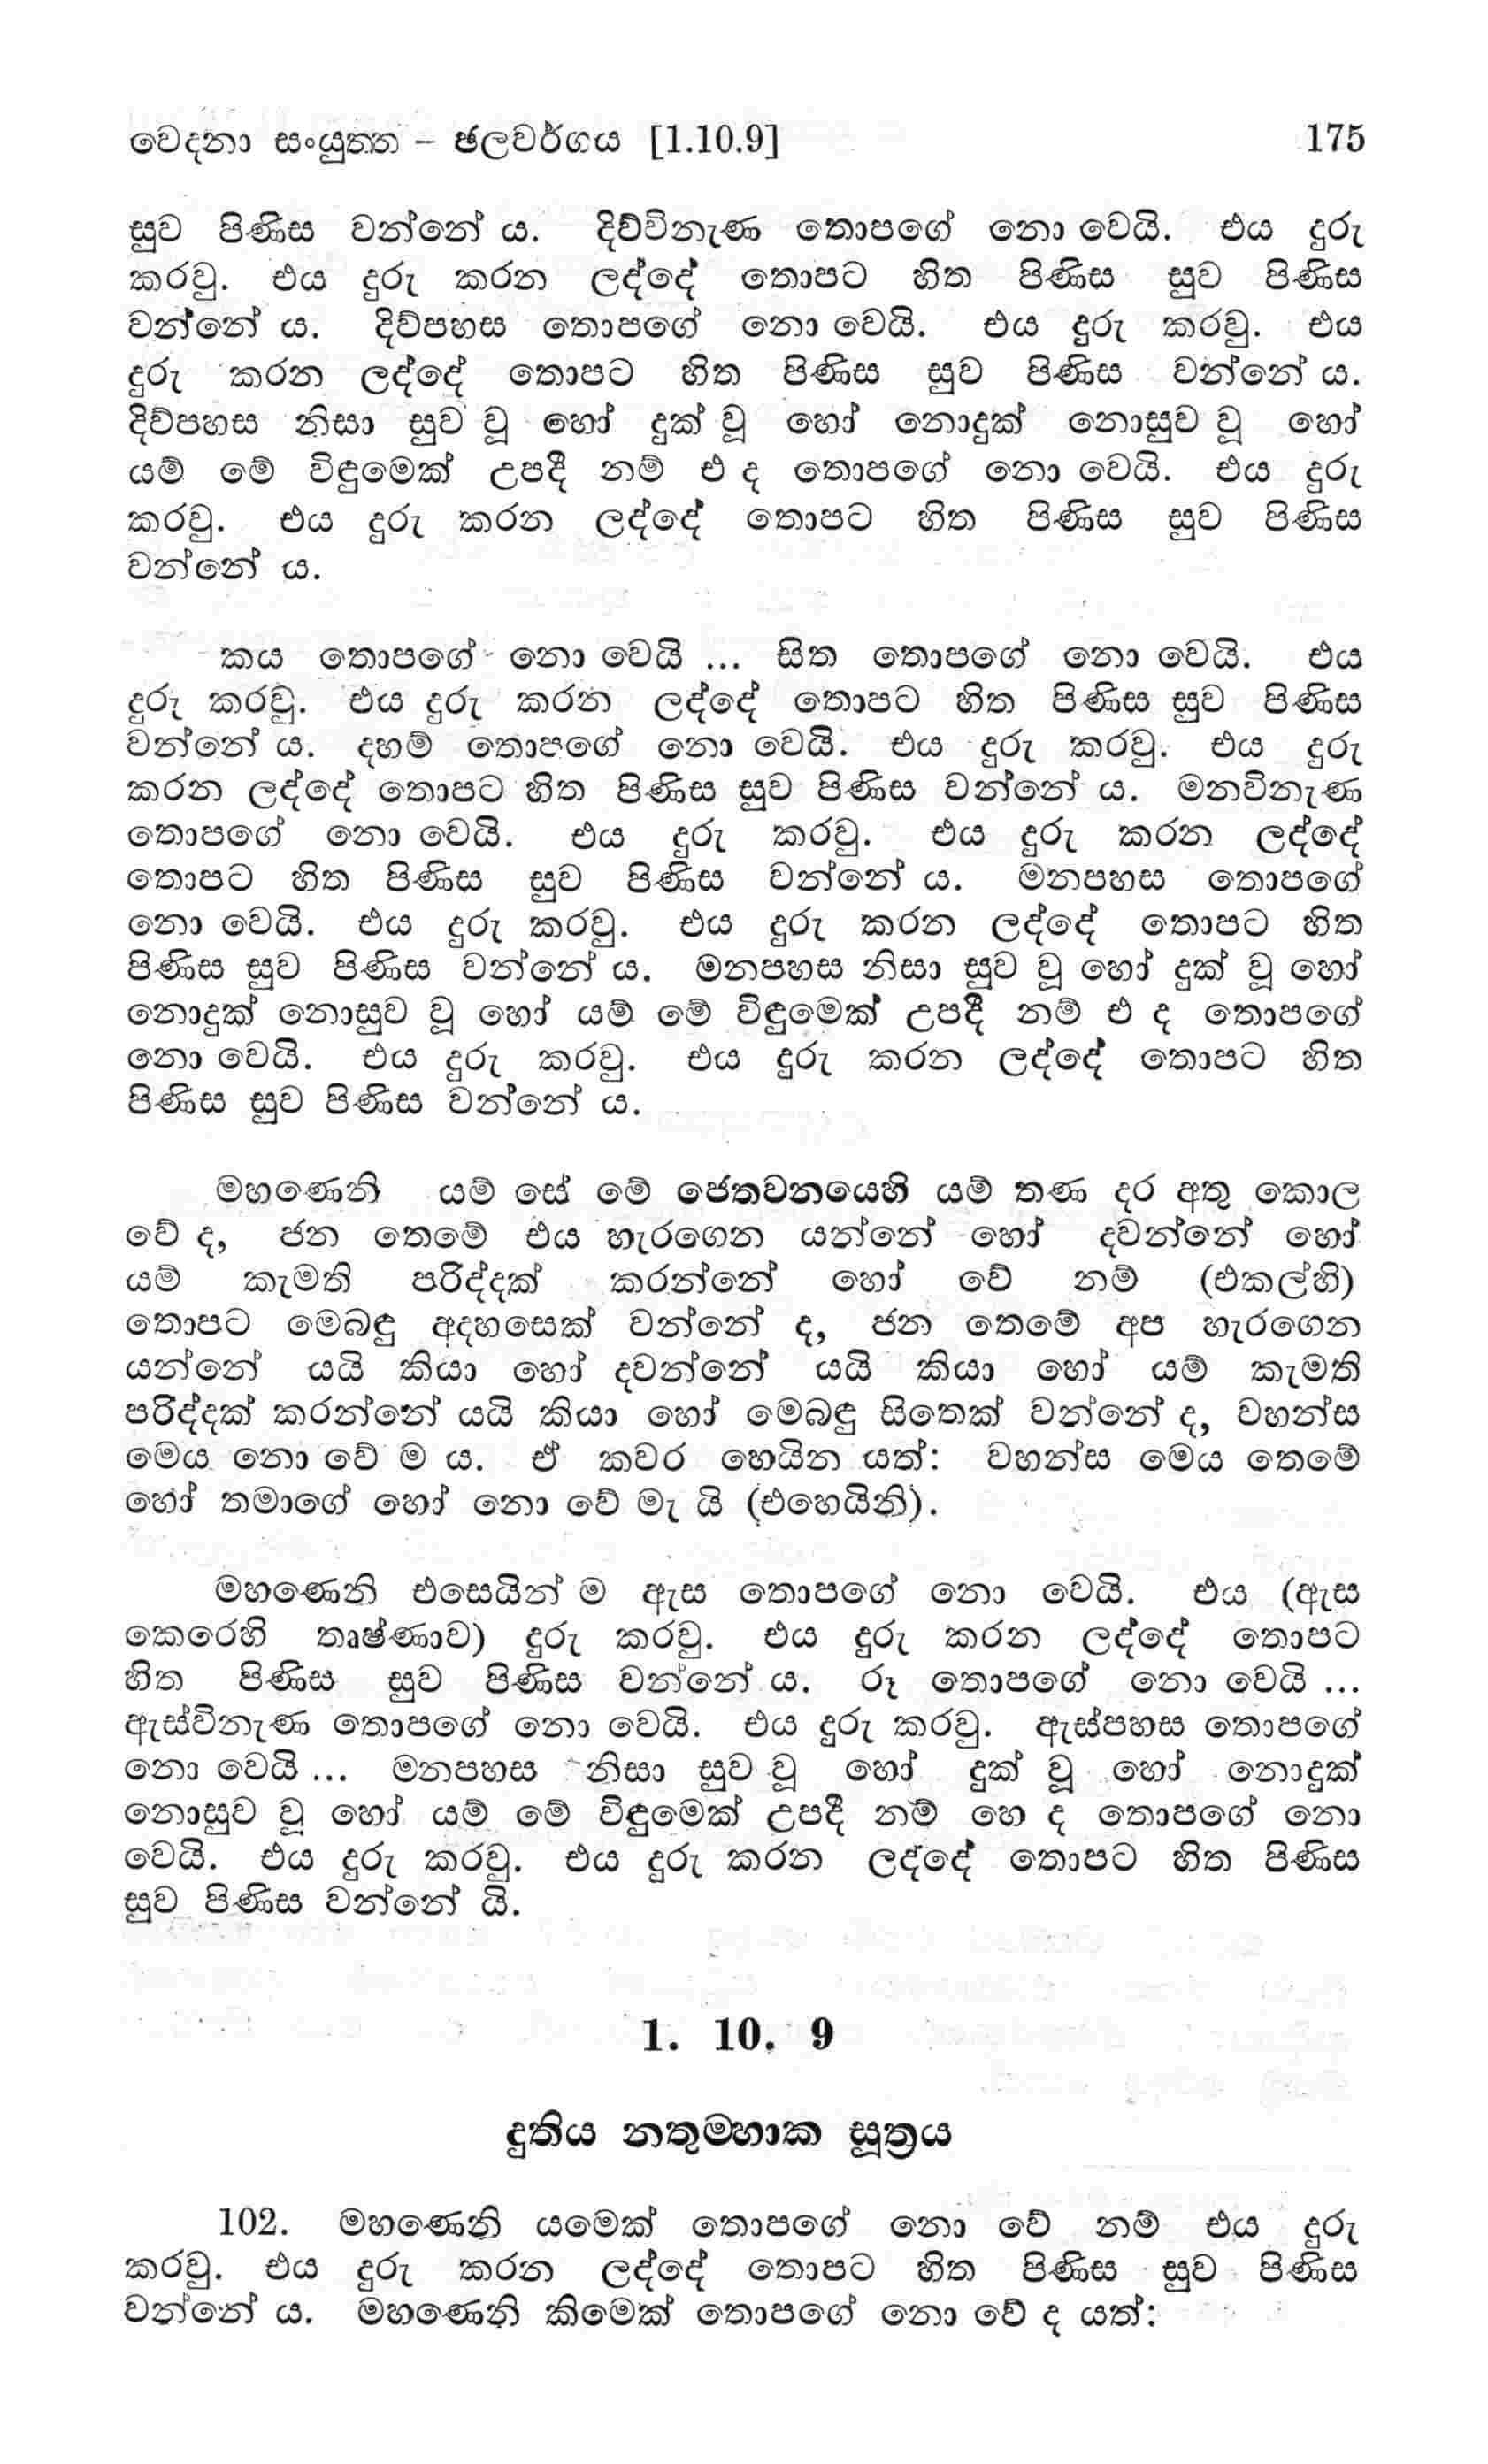 වෙදනා සංයුත්ත – ඡලවර්ගය [1.10.9] 175
සුව පිණිස වන්නේ ය. දිව්විනැණ තොපගේ නො වෙයි. එය දුරු
කරවු. එය දුරු කරන ලද්දේ තොපට හිත පිණිස සුව පිණිස
වන්නේ ය. දිව්පහස තොපගේ නො වෙයි. එය දුරු කරවු. එය
දුරු කරන ලද්දේ තොපට හිත පිණිස සුව පිණිස වන්නේ ය.
දිව්පහස නිසා සුව වූ හෝ දුක් වූ හෝ නොදුක් නොසුව වූ හෝ
යම් මේ විඳුමෙක් උපදී නම් එ ද තොපගේ නො වෙයි. එය දුරු
කරවු. එය දුරු කරන ලද්දේ තොපට හිත පිණිස සුව පිණිස
වන්නේ ය.
කය තොපගේ නො වෙයි ... සිත තොපගේ නො වෙයි. එය
දුරු කරවු. එය දුරු කරන ලද්දේ තොපට හිත පිණිස සුව පිණිස
වන්නේ ය. දහම් තොපගේ නො වෙයි. එය දුරු කරවු. එය දුරු
කරන ලද්දේ තොපට හිත පිණිස සුව පිණිස වන්නේ ය. මනවිනැණ
තොපගේ නො වෙයි. එය දුරු කරවු. එය දුරු කරන ලද්දේ
තොපට හිත පිණිස සුව පිණිස වන්නේ ය. මනපහස තොපගේ
නො වෙයි. එය දුරු කරවු. එය දුරු කරන ලද්දේ තොපට හිත
පිණිස සුව පිණිස වන්නේ ය. මනපහස නිසා සුව වූ හෝ දුක් වූ හෝ
නොදුක් නොසුව වූ හෝ යම් මේ විඳුමෙක් උපදී නම් එ ද තොපගේ
නො වෙයි. එය දුරු කරවු. එය දුරු කරන ලද්දේ තොපට හිත
පිණිස සුව පිණිස වන්නේ ය.
මහණෙනි යම් සේ මේ ජෙතවනයෙහි යම් තණ දර අතු කොල
වේ ද, ජන තෙමේ එය හැරගෙන යන්නේ හෝ දවන්නේ හෝ
යම් කැමති පරිද්දක් කරන්නේ හෝ වේ නම් (එකල්හි)
තොපට මෙබඳු අදහසෙක් වන්නේ ද, ජන තෙමේ අප හැරගෙන
යන්නේ යයි කියා හෝ දවන්නේ යයි කියා හෝ යම් කැමති
පරිද්දක් කරන්නේ යයි කියා හෝ මෙබඳු සිතෙක් වන්නේ ද, වහන්ස
මෙය නො වේ ම ය. ඒ කවර හෙයින යත්: වහන්ස මෙය තෙමේ
හෝ තමාගේ හෝ නො වේ මැ යි (එහෙයිනි).
මහණෙනි එසෙයින් ම ඇස තොපගේ නො වෙයි. එය (ඇස
කෙරෙහි තෘෂ්ණාව) දුරු කරවු. එය දුරු කරන ලද්දේ තොපට
හිත පිණිස සුව පිණිස වන්නේ ය. රූ තොපගේ නො වෙයි ...
ඇස්විනැණ තොපගේ නො වෙයි. එය දුරු කරවු. ඇස්පහස තොපගේ
නො වෙයි ... මනපහස නිසා සුව වූ හෝ දුක් වූ හෝ නොදුක්
නොසුව වූ හෝ යම් මේ විඳුමෙක් උපදී නම් හෙ ද තොපගේ නො
වෙයි. එය දුරු කරවු. එය දුරු කරන ලද්දේ තොපට හිත පිණිස
සුව පිණිස වන්නේ යි.
1. 10. 9
දුතිය නතුමහාක සූත්‍රය
102. මහණෙනි යමෙක් තොපගේ නො වේ නම් එය දුරු
කරවු. එය දුරු කරන ලද්දේ තොපට හිත පිණිස සුව පිණිස
වන්නේ ය. මහණෙනි කිමෙක් තොපගේ නො වේ ද යත්: